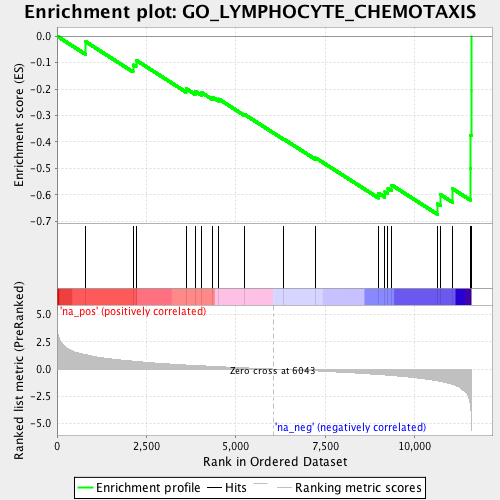 Enrichment plot: GO_LYMPHOCYTE_CHEMOTAXIS
Enrichment score (ES)
0.0
-0.1
-0.2
-0.3
-0.4
-0.5
-0.6
-0.7
'na_pos' (positively correlated)
Ranked list metric (PreRanked)
5.0
2.5
0.0
-2.5
-5.0
Zero cross at 6043
'na_neg' (negatively correlated)
0
2,500
5,000
7,500
10,000
Rank in Ordered Dataset
Enrichment profile
Hits
Ranking metric scores